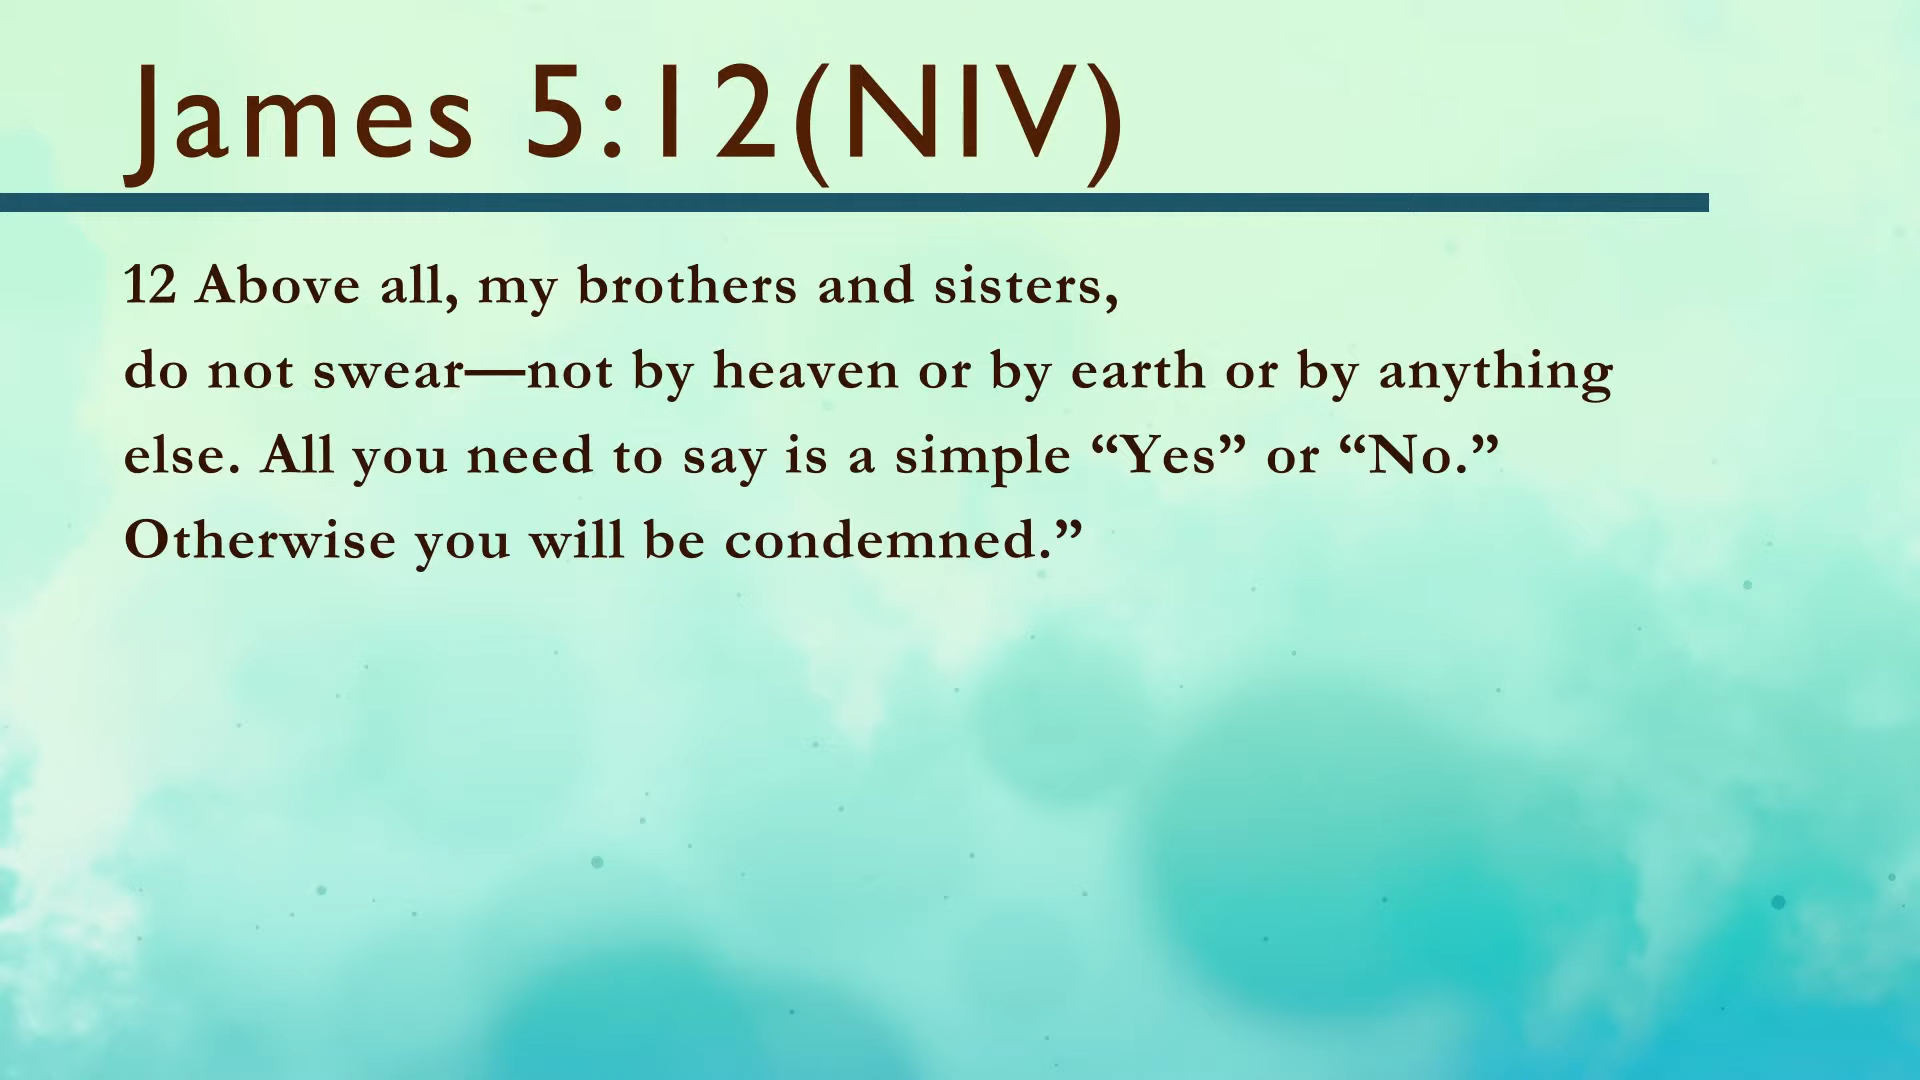 James 5:12(NIV)
12 Above all, my brothers and sisters,
do not swear—not by heaven or by earth or by anything
else. All you need to say is a simple “Yes” or “No.”
Otherwise you will be condemned.”